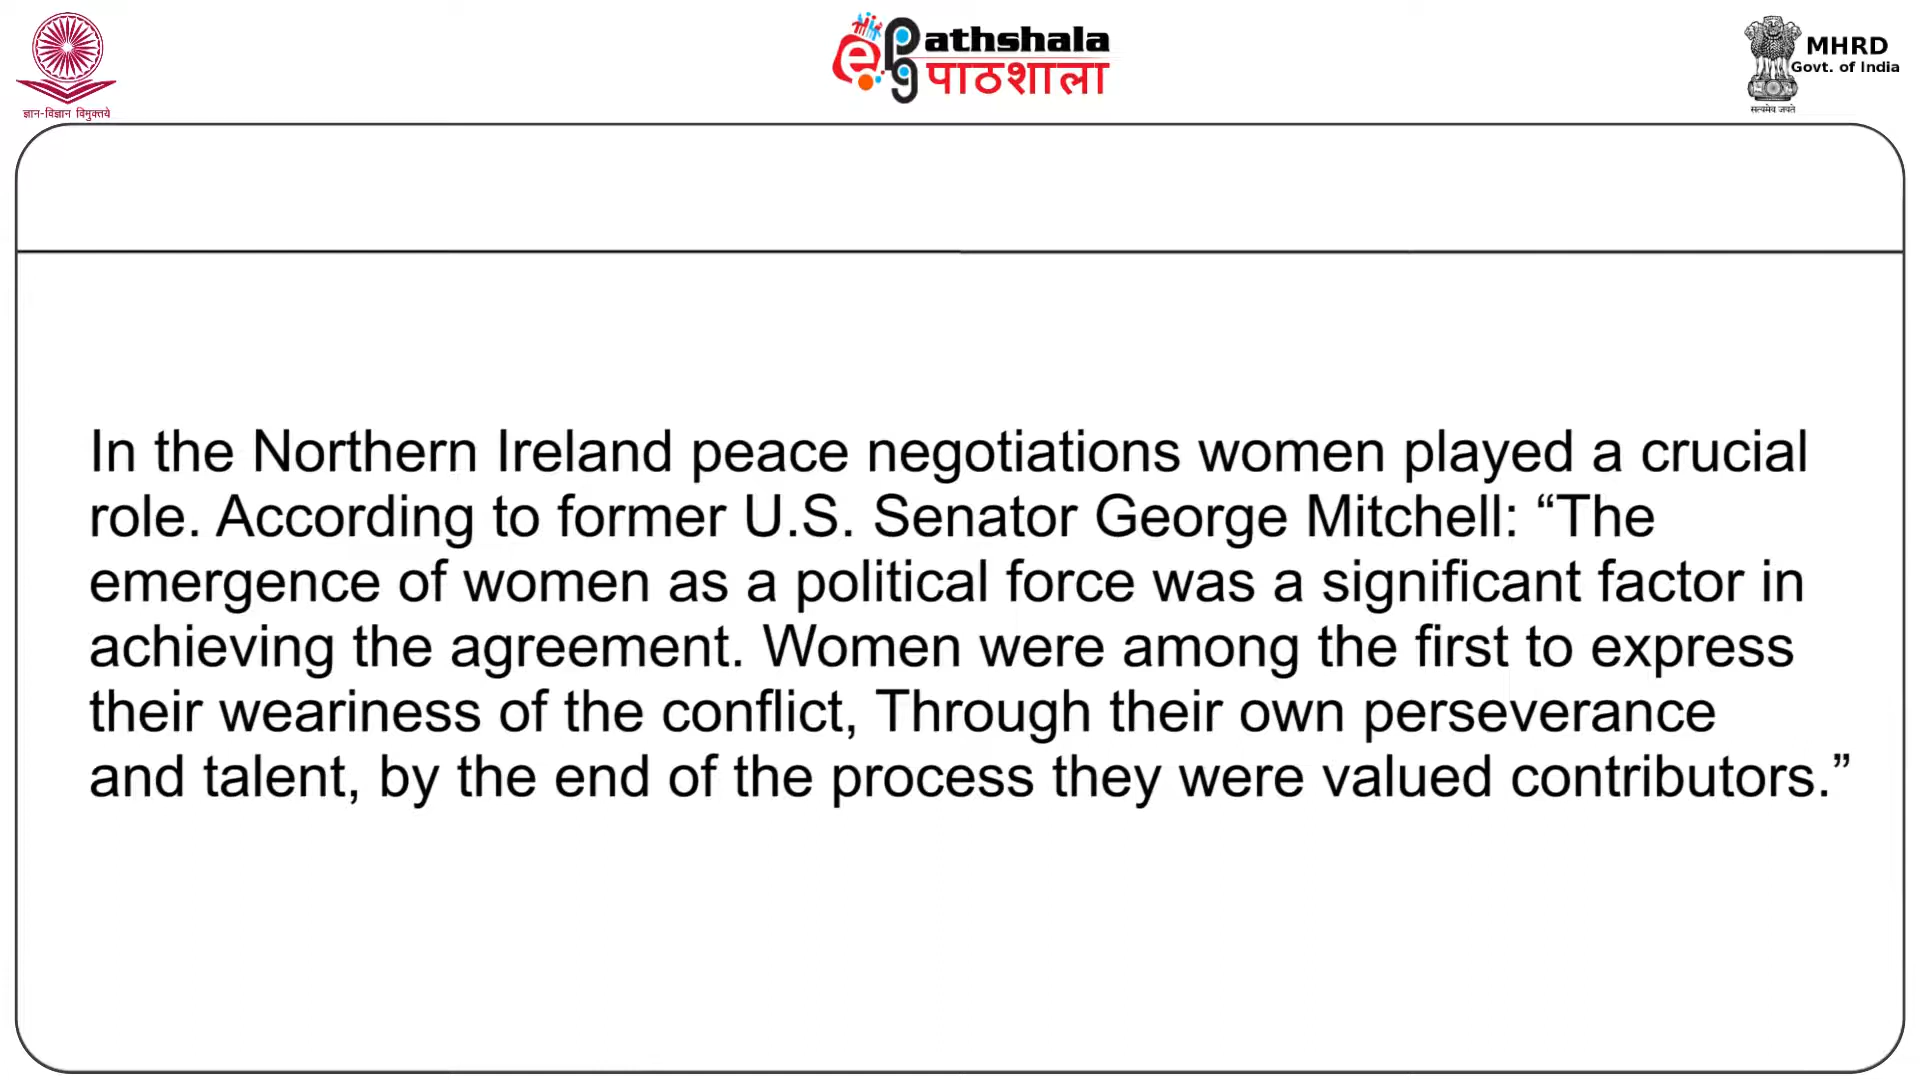 ज्ञान-विज्ञान विमुक्तये
ePathshala
पाठशाला
MHRD
Govt. of India
सत्यमेव जयते
In the Northern Ireland peace negotiations women played a crucial
role. According to former U.S. Senator George Mitchell: “The
emergence of women as a political force was a significant factor in
achieving the agreement. Women were among the first to express
their weariness of the conflict, Through their own perseverance
and talent, by the end of the process they were valued contributors.”